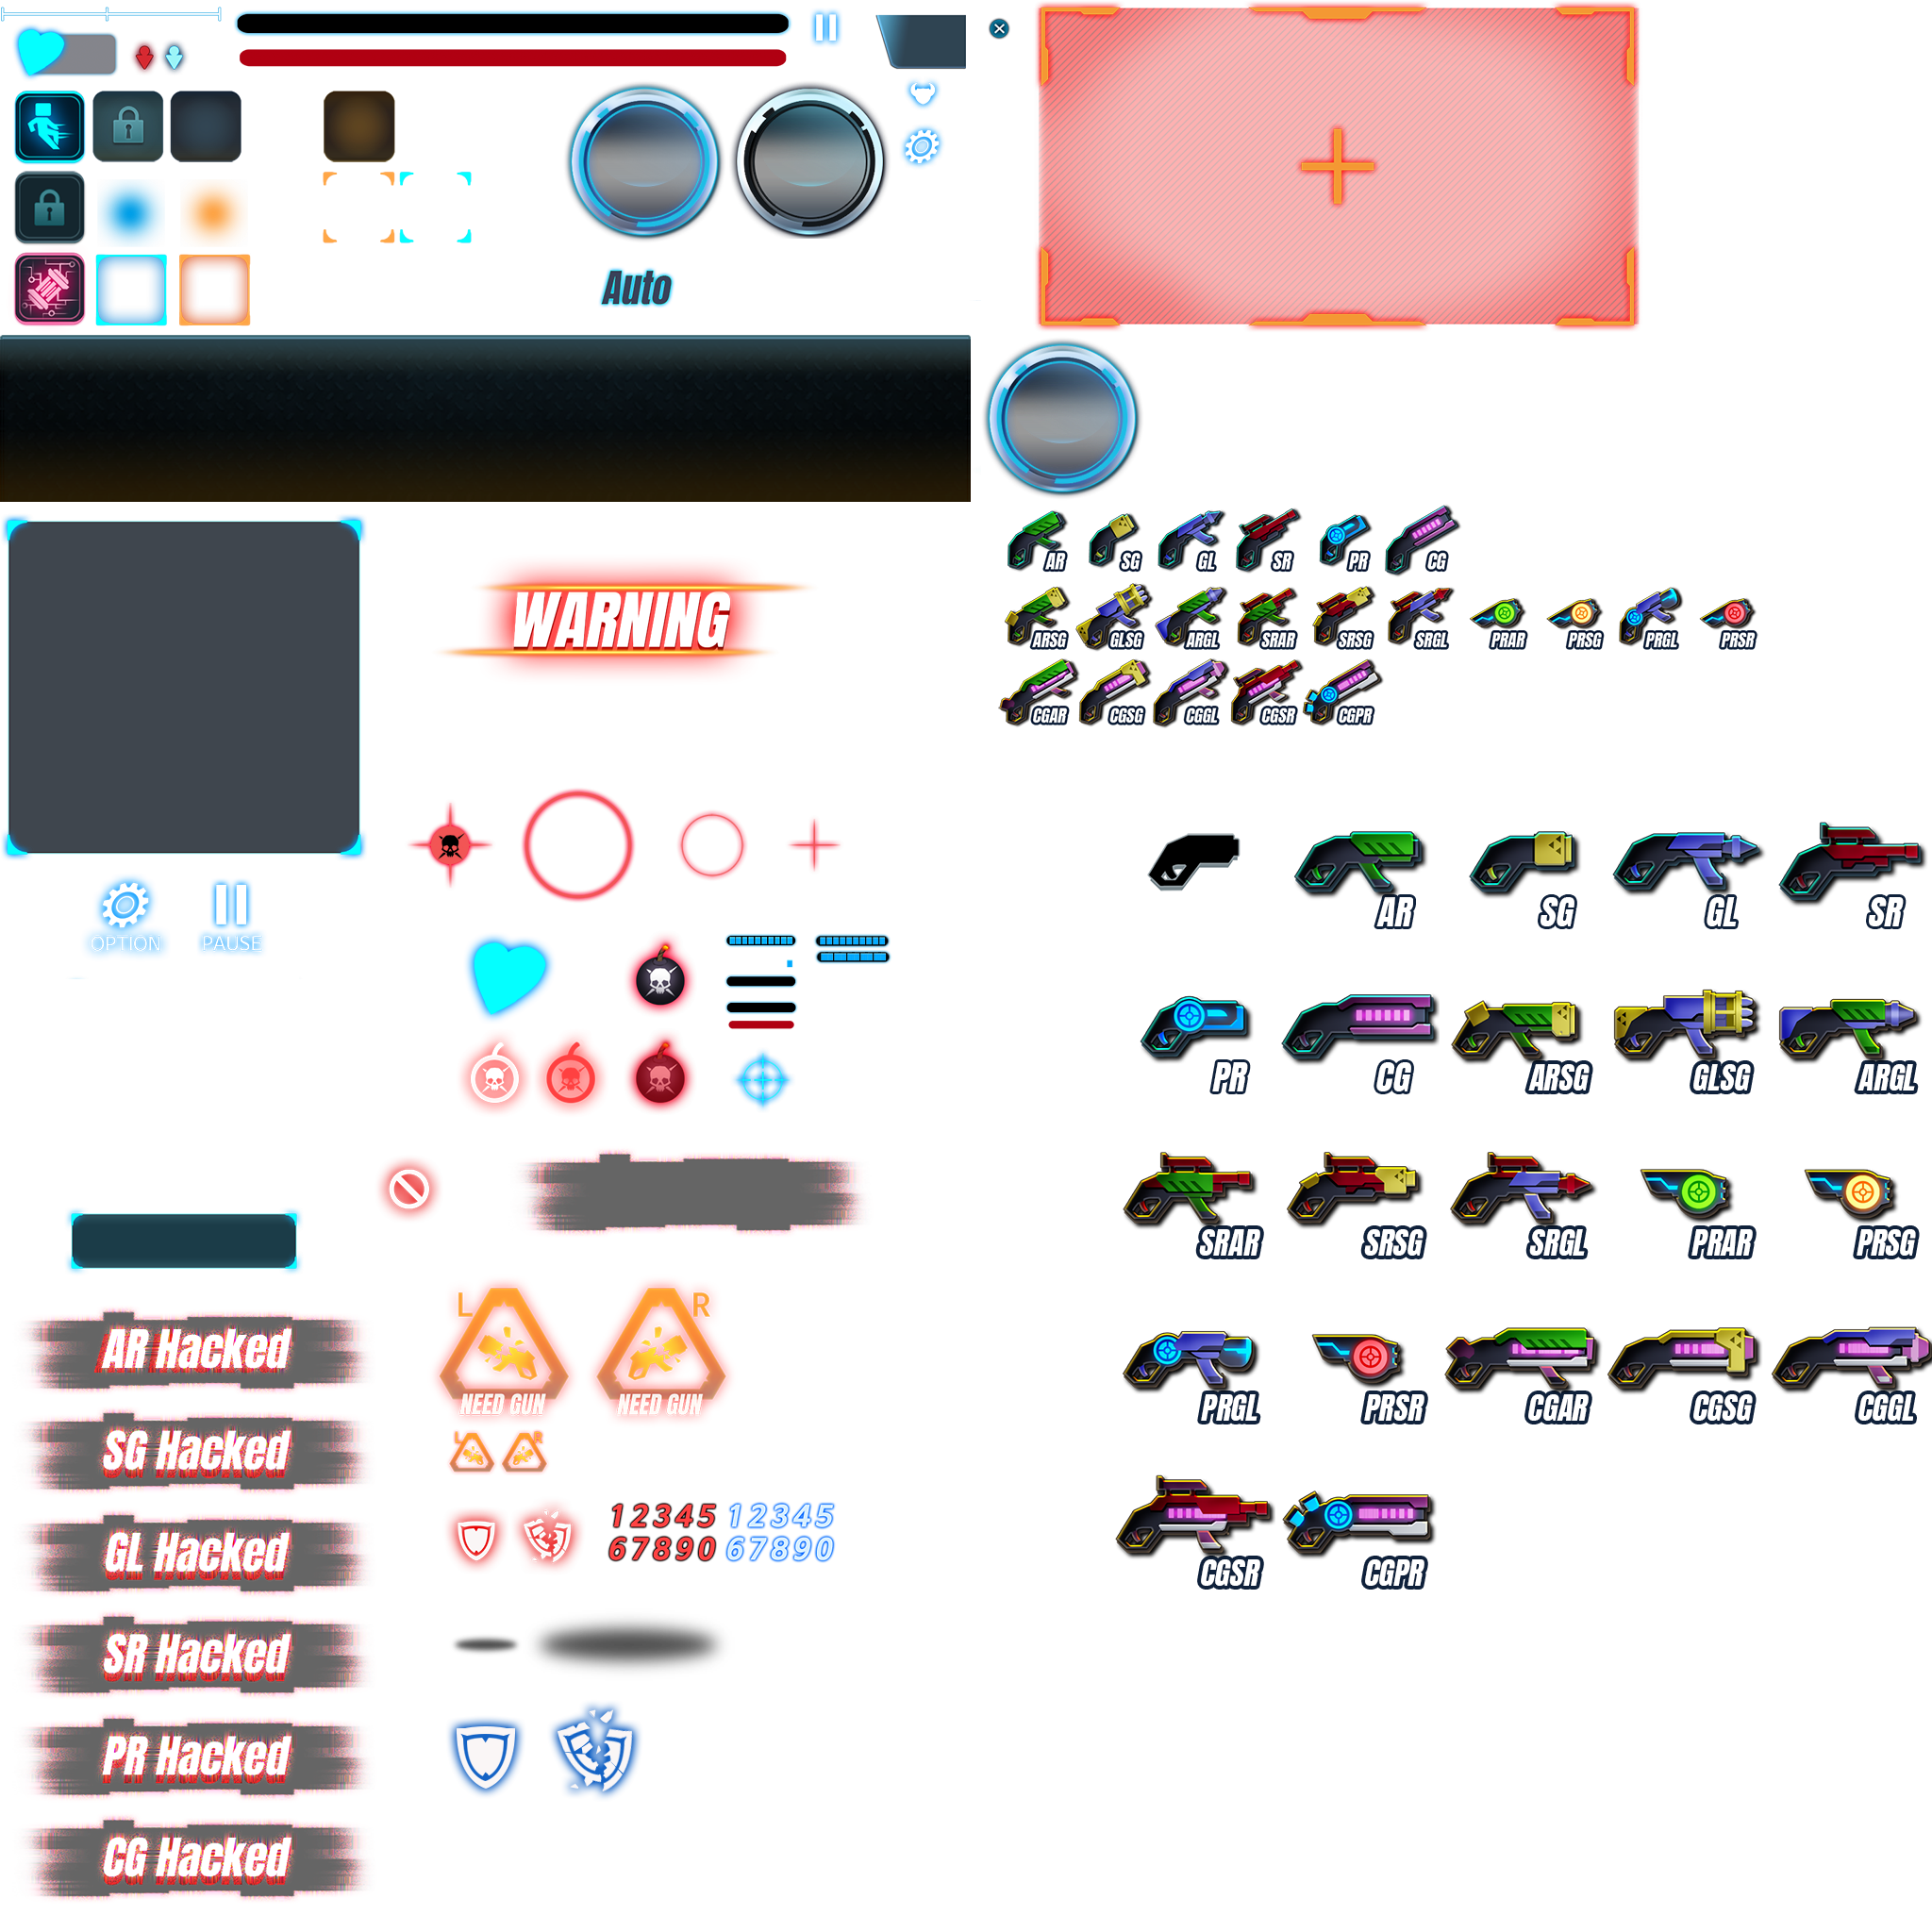 Auto
WARNING
OPTION PAUSE
AR Hacked
SG Hacked
GL Hacked
SR Hacked
PR Hacked
CG Hacked
L R
NEED GUN NEED GUN
L R
12345 12345
67890 67890
AR SG GL SR PR CG
ARSG GLSG ARGL SRAR SRSG SRGL PRAR PRSG PRGL PRSR
CGAR CGSG CGGL CGSR CGPR
AR SG GL SR
PR CG ARSG GLSG ARGL
SRAR SRSG SRGL PRAR PRSG
PRGL PRSR CGAR CGSG CGGL
CGSR CGPR